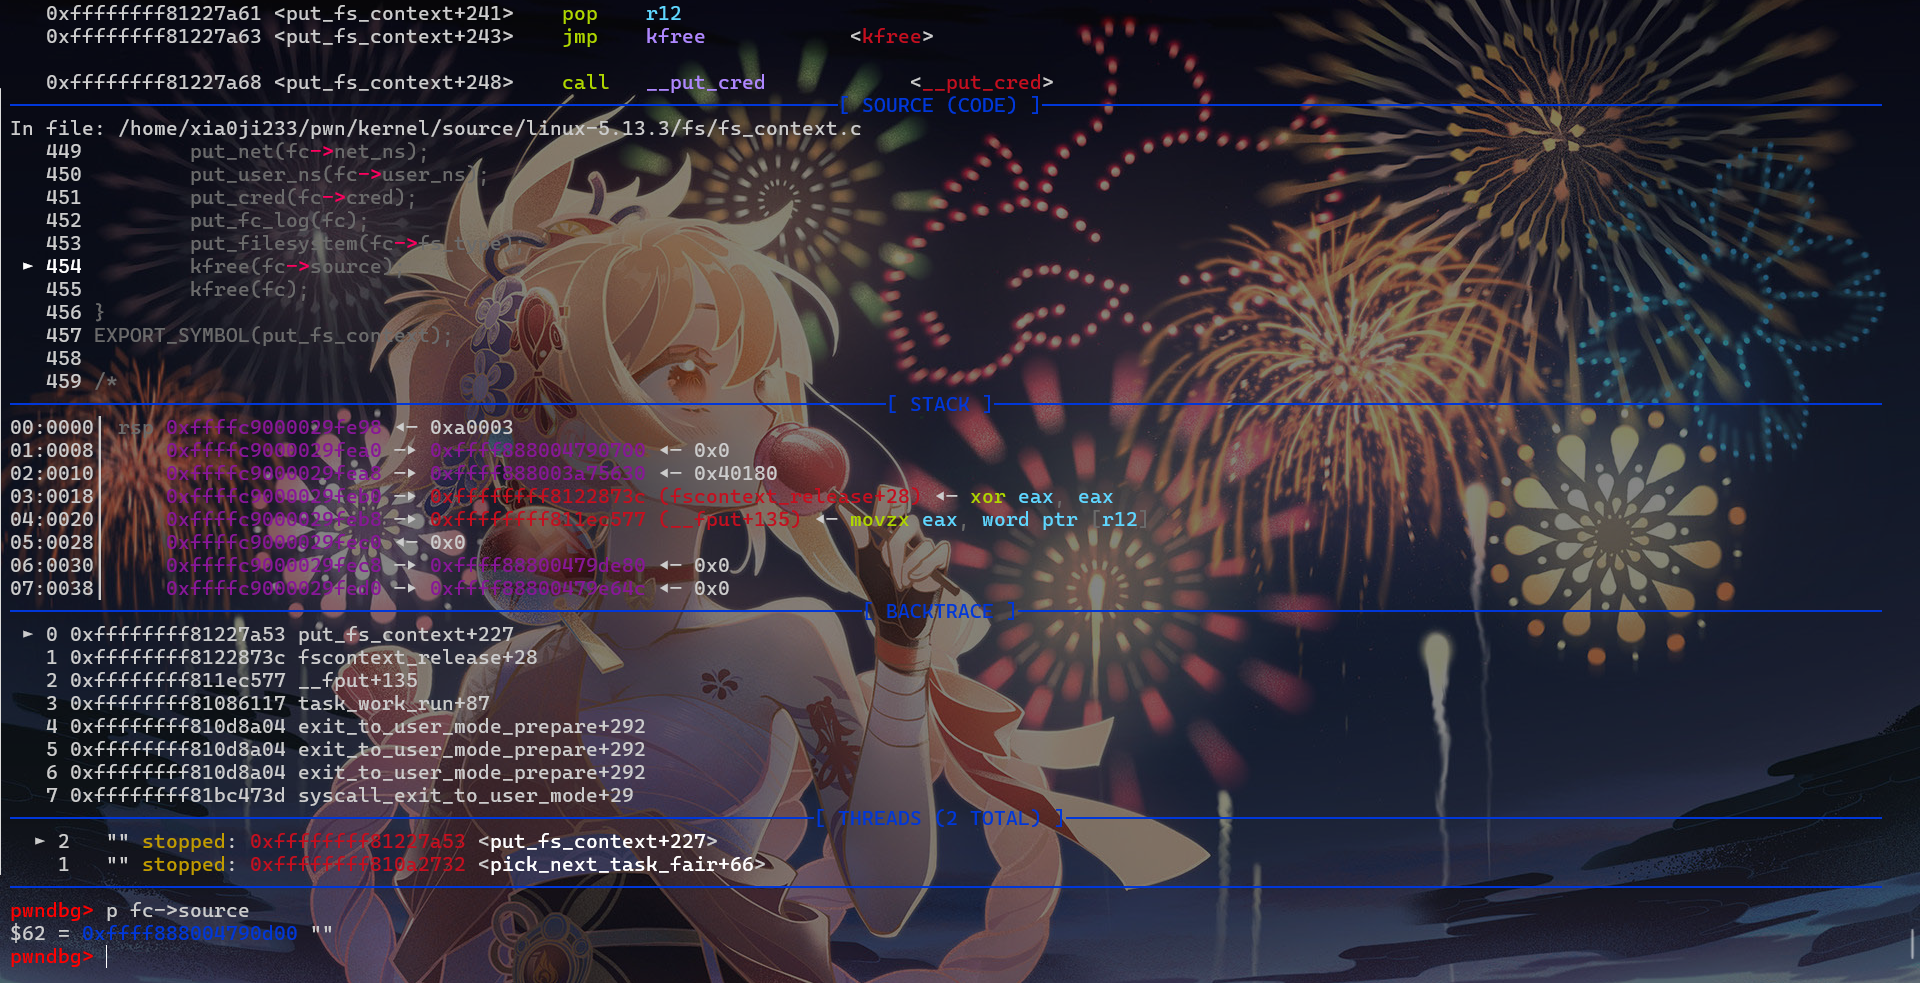 0xffffffff81227a61 <put_fs_context+241> pop r12
0xffffffff81227a63 <put_fs_context+243> jmp kfree <kfree>
0xffffffff81227a68 <put_fs_context+248> call __put_cred <__put_cred>
[ SOURCE (CODE) ]
In file: /home/xia0ji233/pwn/kernel/source/linux-5.13.3/fs/fs_context.c
449 put_net(fc->net_ns);
450 put_user_ns(fc->user_ns);
451 put_cred(fc->cred);
452 put_fc_log(fc);
453 put_filesystem(fc->fs_type);
► 454 kfree(fc->source);
455 kfree(fc);
456 }
457 EXPORT_SYMBOL(put_fs_context);
458
459 /*
[ STACK ]
00:0000│ rsp 0xffffc9000029fe98 ◂— 0xa0003
01:0008│ 0xffffc9000029fea0 —▸ ◂— 0x0
02:0010│ 0xffffc9000029fea8 —▸ ◂— 0x40180
03:0018│ 0xffffc9000029feb0 —▸ 0xffffffff8122873c (fscontext_release+28) ◂— xor eax, eax
04:0020│ 0xffffc9000029feb8 —▸ 0xffffffff811ec577 (__fput+135) ◂— movzx eax, word ptr [r12]
05:0028│ 0xffffc9000029fec0 ◂— 0x0
06:0030│ 0xffffc9000029fec8 —▸ 0xffff88800479de80 ◂— 0x0
07:0038│ 0xffffc9000029fed0 —▸ ◂— 0x0
[ BACKTRACE ]
► 0 0xffffffff81227a53 put_fs_context+227
1 0xffffffff8122873c fscontext_release+28
2 0xffffffff811ec577 __fput+135
3 0xffffffff81086117 task_work_run+87
4 0xffffffff810d8a04 exit_to_user_mode_prepare+292
5 0xffffffff810d8a04 exit_to_user_mode_prepare+292
6 0xffffffff810d8a04 exit_to_user_mode_prepare+292
7 0xffffffff81bc473d syscall_exit_to_user_mode+29
[ THREADS (2 TOTAL) ]
► 2 "" stopped: 0xffffffff81227a53 <put_fs_context+227>
1 "" stopped: 0xffffffff810a2732 <pick_next_task_fair+66>
pwndbg> p fc->source
$62 = 0xffff888004790d00 ""
pwndbg>